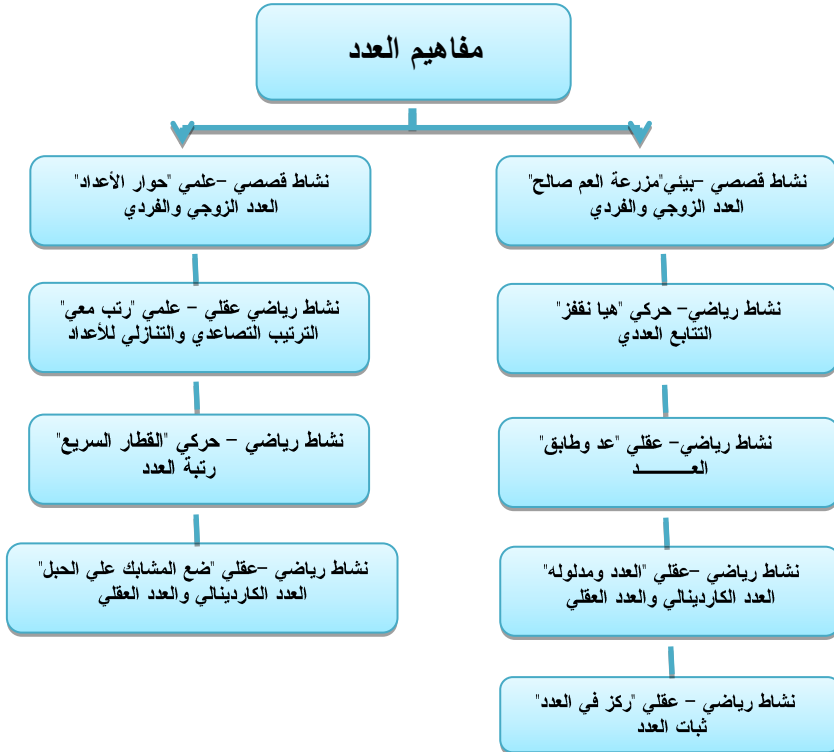 مفاهيم العدد
نشاط قصصي –بيئي"مزرعة العم صالح"
العدد الزوجي والفردي
نشاط رياضي– حركي "هيا نقفز"
التتابع العددي
نشاط رياضي– عقلي "عد وطابق"
العـــــــــد
نشاط رياضي –عقلي "العدد ومدلوله"
العدد الكاردينالي والعدد العقلي
نشاط رياضي – عقلي "ركز في العدد"
ثبات العدد
نشاط قصصي –علمي "حوار الأعداد"
العدد الزوجي والفردي
نشاط رياضي عقلي – علمي "رتب معي"
الترتيب التصاعدي والتنازلي للأعداد
نشاط رياضي – حركي "القطار السريع"
رتبة العدد
نشاط رياضي –عقلي "ضع المشابك علي الحبل"
العدد الكاردينالي والعدد العقلي